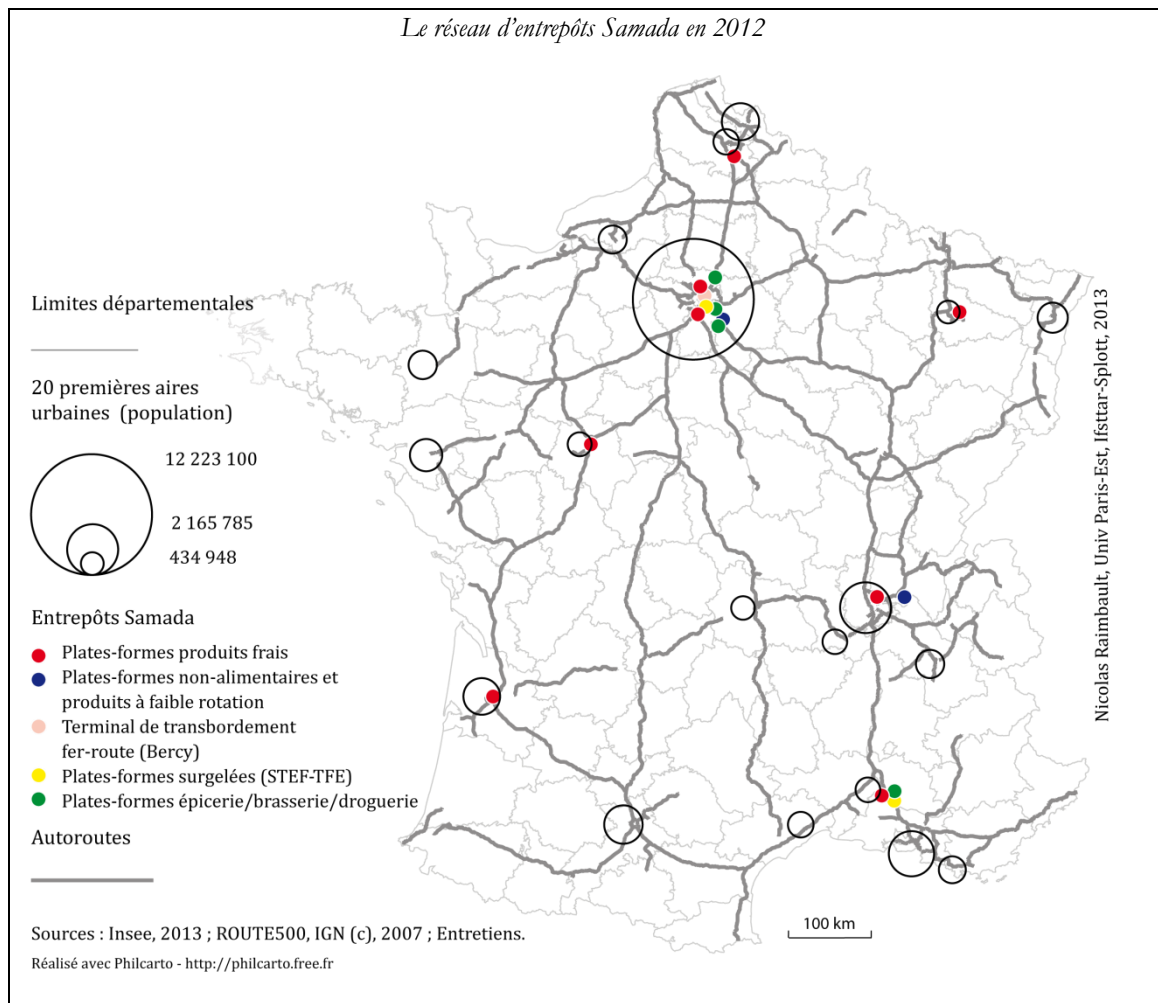 Le réseau d'entrepôts Samada en 2012
Limites départementales
20 premières aires
urbaines (population)
12 223 100
2 165 785
434 948
Entrepôts Samada
Plates-formes produits frais
Plates-formes non-alimentaires et
produits à faible rotation
Terminal de transbordement
fer-route (Bercy)
Plates-formes surgelées (STEF-TFE)
Plates-formes épicerie/brasserie/droguerie
Autoroutes
100 km
Sources : Insee, 2013 ; ROUTE500, IGN (c), 2007 ; Entretiens.
Réalisé avec Philcarto - http://philcarto.free.fr
Nicolas Raimbault, Univ Paris-Est, Ifsttar-Splott, 2013